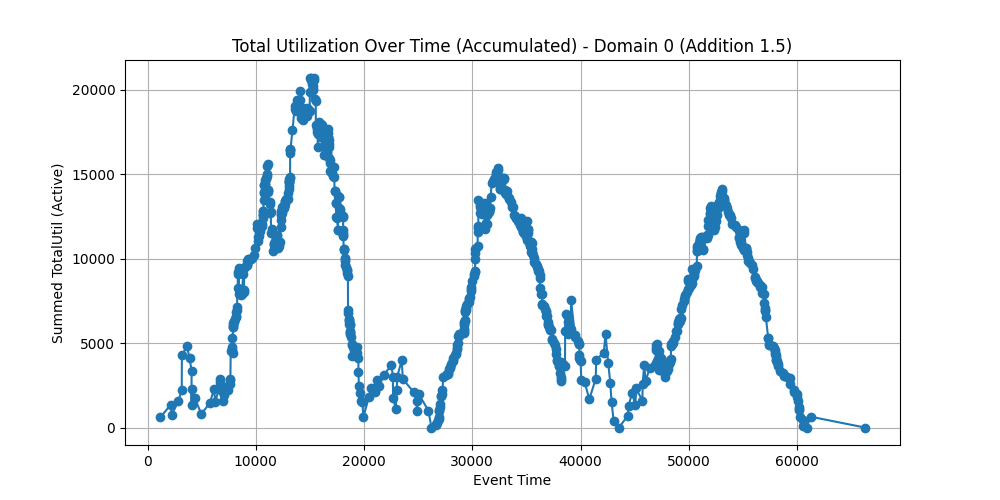 Total Utilization Over Time (Accumulated) - Domain 0 (Addition 1.5)
Summed TotalUtil (Active)
20000
15000
10000
5000
0
0 10000 20000 30000 40000 50000 60000
Event Time